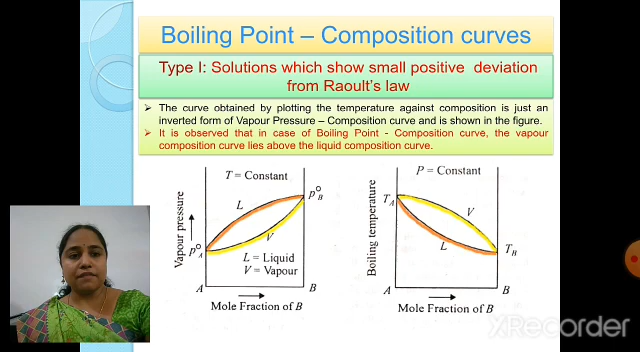 Boiling Point – Composition curves
Type I: Solutions which show small positive deviation
from Raoult's law
➤ The curve obtained by plotting the temperature against composition is just an
inverted form of Vapour Pressure – Composition curve and is shown in the figure.
➤ It is observed that in case of Boiling Point - Composition curve, the vapour
composition curve lies above the liquid composition curve.
T = Constant
L
V
p°B
p°A
Vapour pressure
L = Liquid
V = Vapour
A
B
Mole Fraction of B
P = Constant
TA
V
L
TB
Boiling temperature
A
B
Mole Fraction of B
XRecorder